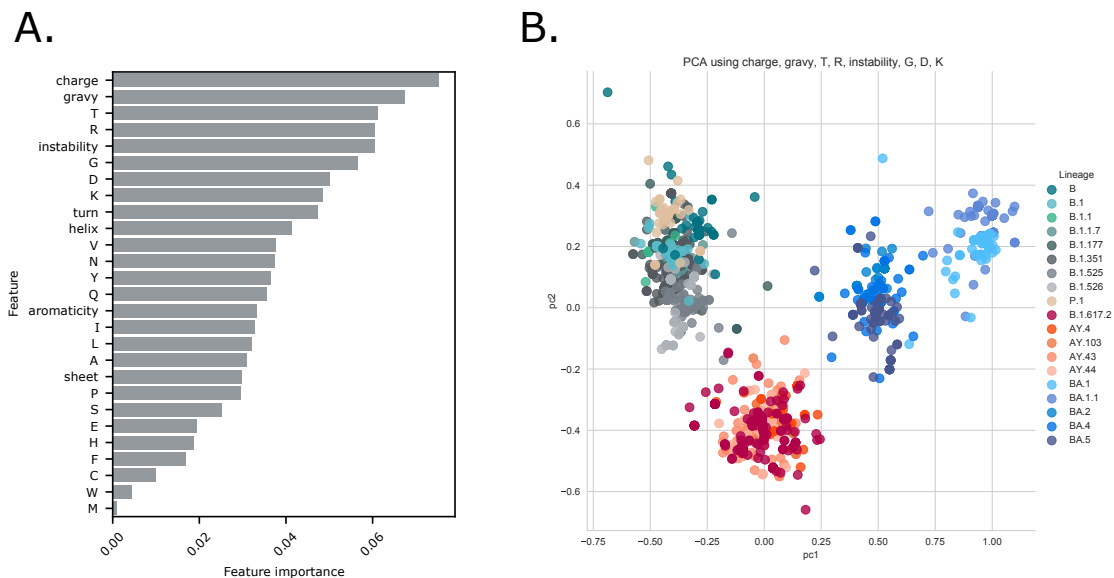 A.
charge
gravy
T
R
instability
G
D
K
turn
helix
V
N
Y
Q
aromaticity
I
L
A
sheet
P
S
E
H
F
C
W
M
Feature
0.00
0.02
0.04
0.06
Feature importance
B.
PCA using charge, gravy, T, R, instability, G, D, K
0.6
0.4
0.2
0.0
−0.2
−0.4
−0.6
pc2
−0.75
−0.50
−0.25
0.00
0.25
0.50
0.75
1.00
pc1
Lineage
B
B.1
B.1.1
B.1.1.7
B.1.177
B.1.351
B.1.525
B.1.526
P.1
B.1.617.2
AY.4
AY.103
AY.43
AY.44
BA.1
BA.1.1
BA.2
BA.4
BA.5